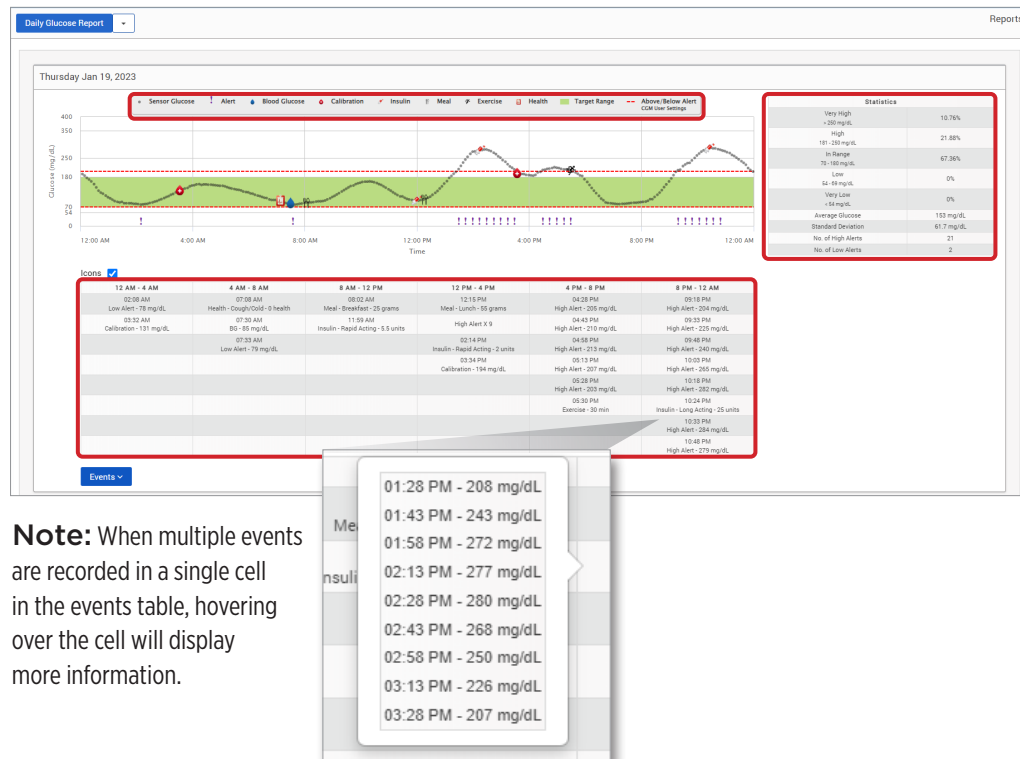 Daily Glucose Report
Reports
Thursday Jan 19, 2023
Sensor Glucose ! Alert Blood Glucose Calibration Insulin Meal Exercise Health Target Range Above/Below Alert
CGM User Settings
400
350
250
180
70
54
0
Glucose (mg/dL)
12:00 AM 4:00 AM 8:00 AM 12:00 PM 4:00 PM 8:00 PM 12:00 AM
Time
Statistics
Very High
> 250 mg/dL
10.76%
High
181 - 250 mg/dL
21.88%
In Range
70 - 180 mg/dL
67.36%
Low
54 - 69 mg/dL
0%
Very Low
< 54 mg/dL
0%
Average Glucose 153 mg/dL
Standard Deviation 61.7 mg/dL
No. of High Alerts 21
No. of Low Alerts 2
Icons
12 AM - 4 AM 4 AM - 8 AM 8 AM - 12 PM 12 PM - 4 PM 4 PM - 8 PM 8 PM - 12 AM
02:08 AM 07:08 AM 08:02 AM 12:15 PM 04:28 PM 09:18 PM
Low Alert - 78 mg/dL Health - Cough/Cold - 0 health Meal - Breakfast - 25 grams Meal - Lunch - 55 grams High Alert - 205 mg/dL High Alert - 204 mg/dL
03:32 AM 07:30 AM 11:59 AM High Alert X 9 04:43 PM 09:33 PM
Calibration - 131 mg/dL BG - 85 mg/dL Insulin - Rapid Acting - 5.5 units High Alert - 210 mg/dL High Alert - 225 mg/dL
07:33 AM 02:14 PM 04:58 PM 09:48 PM
Low Alert - 79 mg/dL Insulin - Rapid Acting - 2 units High Alert - 213 mg/dL High Alert - 240 mg/dL
03:34 PM 05:13 PM 10:03 PM
Calibration - 194 mg/dL High Alert - 207 mg/dL High Alert - 265 mg/dL
05:28 PM 10:18 PM
High Alert - 203 mg/dL High Alert - 282 mg/dL
05:30 PM 10:24 PM
Exercise - 30 min Insulin - Long Acting - 25 units
10:33 PM
High Alert - 284 mg/dL
10:48 PM
High Alert - 279 mg/dL
Events
Note: When multiple events
are recorded in a single cell
in the events table, hovering
over the cell will display
more information.
Me
nsuli
01:28 PM - 208 mg/dL
01:43 PM - 243 mg/dL
01:58 PM - 272 mg/dL
02:13 PM - 277 mg/dL
02:28 PM - 280 mg/dL
02:43 PM - 268 mg/dL
02:58 PM - 250 mg/dL
03:13 PM - 226 mg/dL
03:28 PM - 207 mg/dL